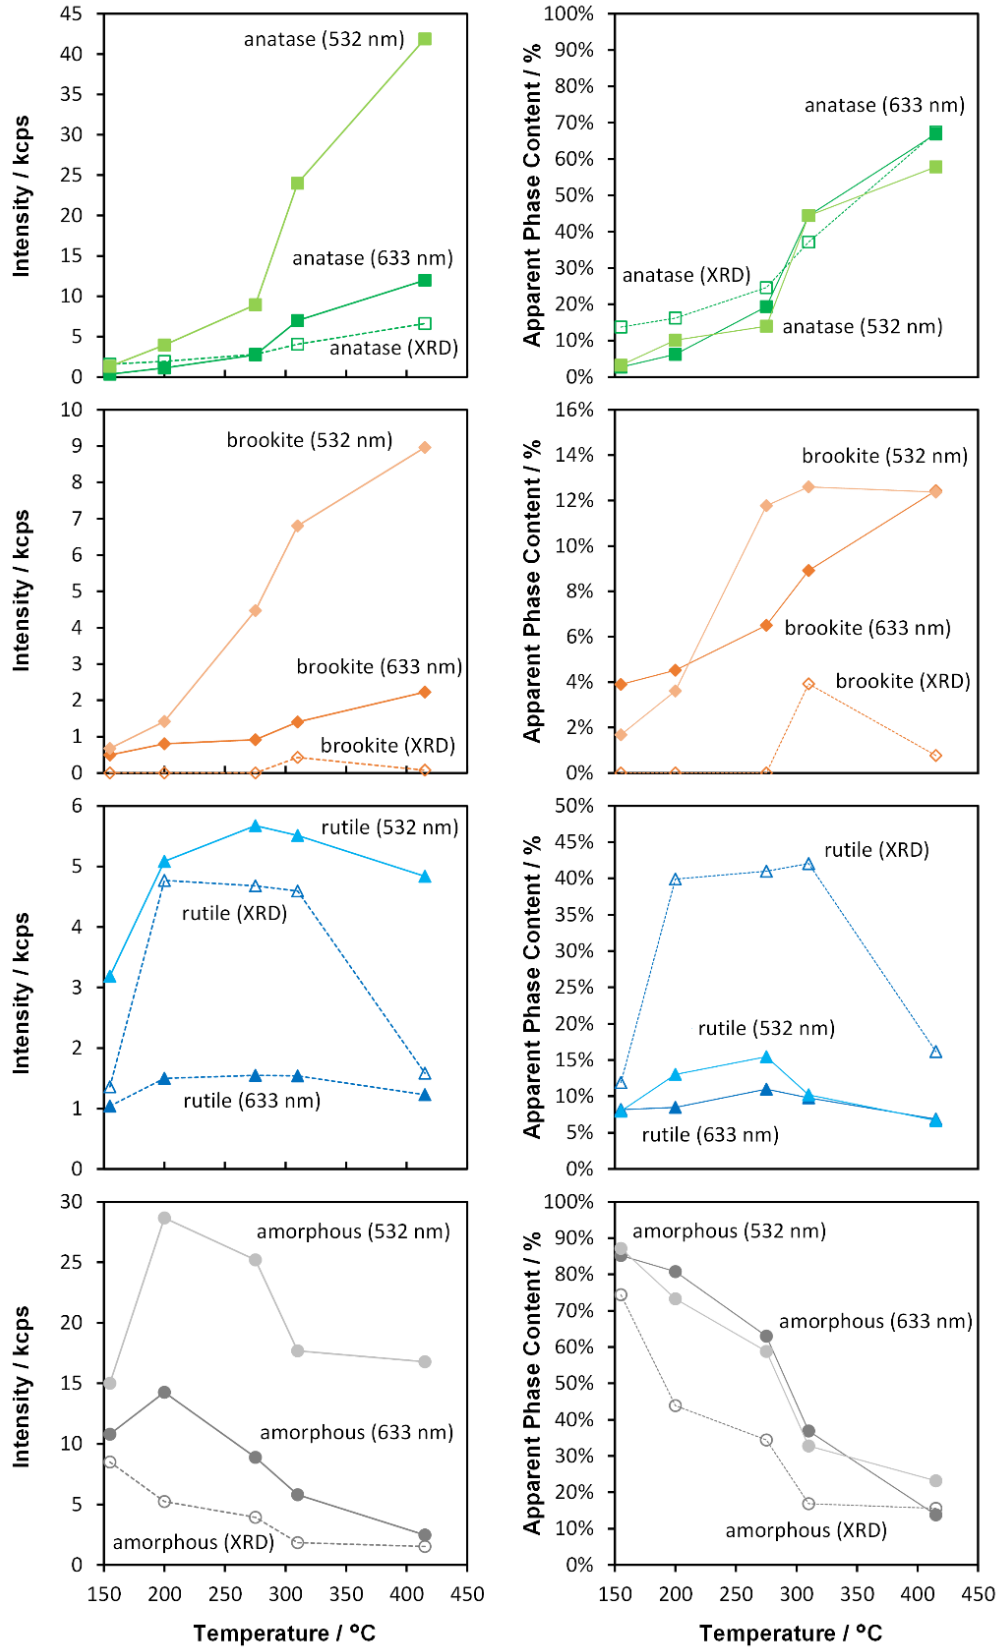 Intensity / kcps
45
40
35
30
25
20
15
10
5
0
anatase (532 nm)
anatase (633 nm)
anatase (XRD)
Apparent Phase Content / %
100%
90%
80%
70%
60%
50%
40%
30%
20%
10%
0%
anatase (633 nm)
anatase (XRD)
anatase (532 nm)
Intensity / kcps
10
9
8
7
6
5
4
3
2
1
0
brookite (532 nm)
brookite (633 nm)
brookite (XRD)
Apparent Phase Content / %
16%
14%
12%
10%
8%
6%
4%
2%
0%
brookite (532 nm)
brookite (633 nm)
brookite (XRD)
Intensity / kcps
6
5
4
3
2
1
0
rutile (532 nm)
rutile (XRD)
rutile (633 nm)
Apparent Phase Content / %
50%
45%
40%
35%
30%
25%
20%
15%
10%
5%
0%
rutile (XRD)
rutile (532 nm)
rutile (633 nm)
Intensity / kcps
30
25
20
15
10
5
0
amorphous (532 nm)
amorphous (633 nm)
amorphous (XRD)
150 200 250 300 350 400 450
Temperature / °C
Apparent Phase Content / %
100%
90%
80%
70%
60%
50%
40%
30%
20%
10%
0%
amorphous (532 nm)
amorphous (633 nm)
amorphous (XRD)
150 200 250 300 350 400 450
Temperature / °C